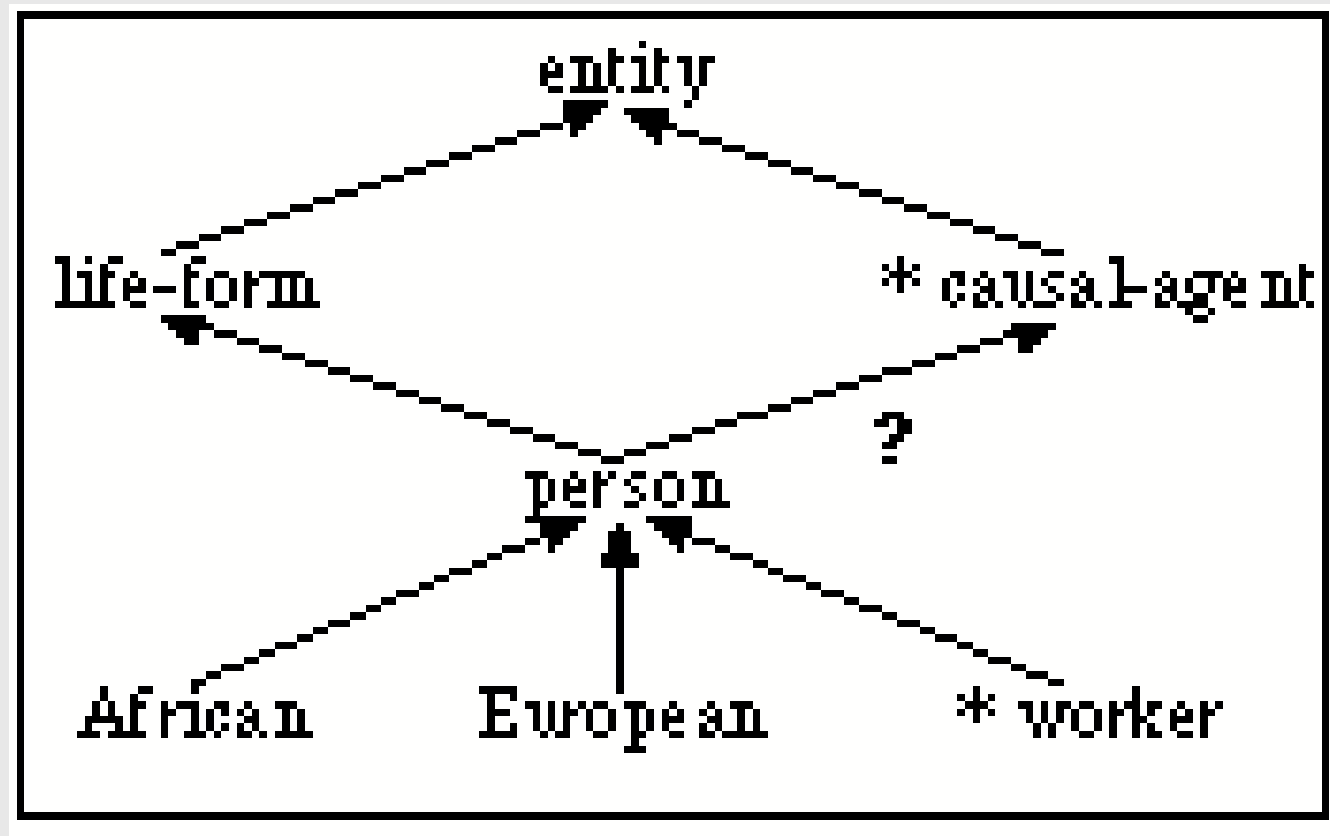 entity
life-form * causal-agent
?
person
African European * worker